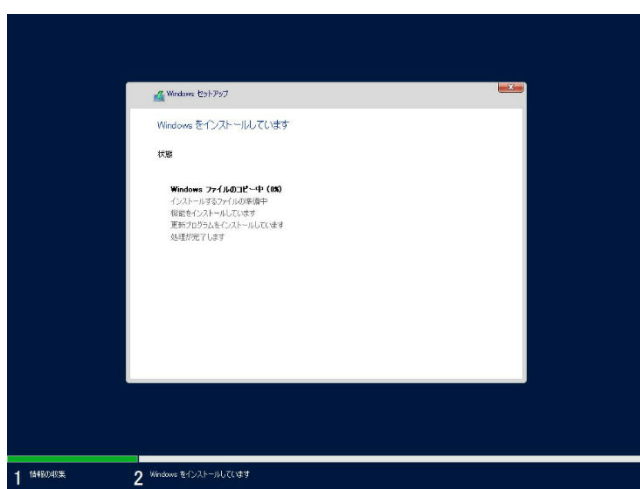 Windows セットアップ
Windows をインストールしています
状態
Windows ファイルのコピー中 (0%)
インストールするファイルの準備中
機能をインストールしています
更新プログラムをインストールしています
処理が完了します
1 情報の収集
2 Windows をインストールしています